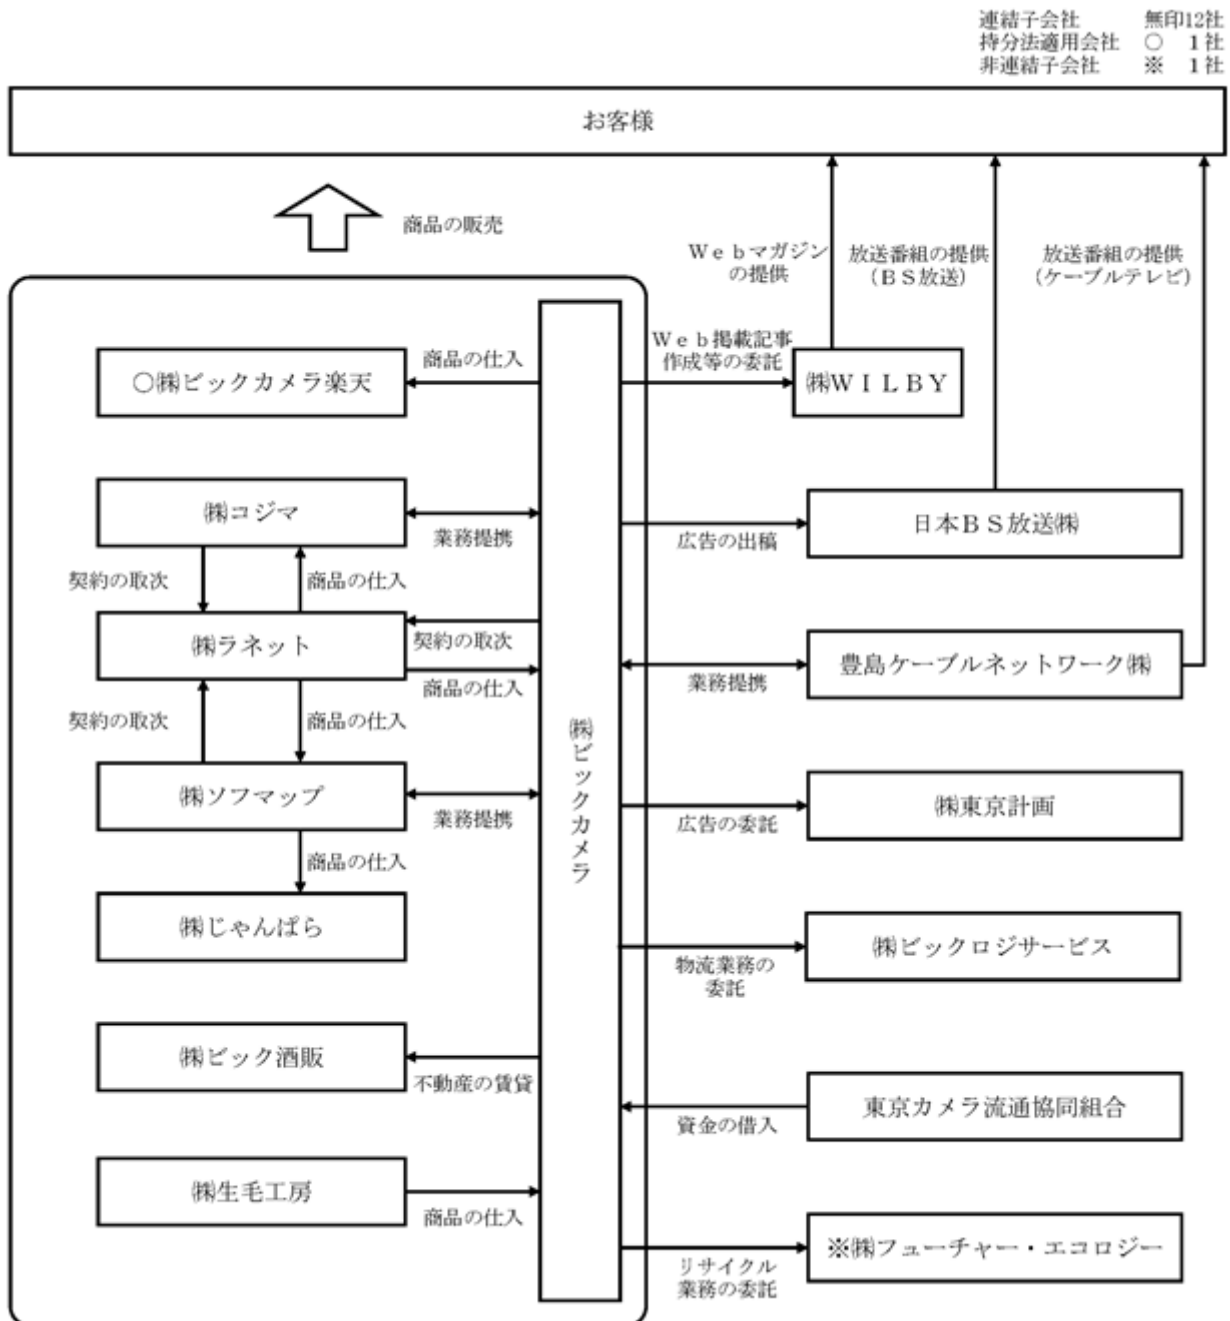 連結子会社 無印12社
持分法適用会社 ○ 1社
非連結子会社 ※ 1社
お客様
商品の販売
Ｗｅｂマガジン
の提供
放送番組の提供
（ＢＳ放送）
放送番組の提供
（ケーブルテレビ）
○㈱ビックカメラ楽天
商品の仕入
Ｗｅｂ掲載記事
作成等の委託
㈱ＷＩＬＢＹ
㈱コジマ
業務提携
広告の出稿
日本ＢＳ放送㈱
契約の取次
商品の仕入
㈱ラネット
契約の取次
商品の仕入
業務提携
豊島ケーブルネットワーク㈱
契約の取次
商品の仕入
㈱ビックカメラ
㈱ソフマップ
業務提携
広告の委託
㈱東京計画
商品の仕入
㈱じゃんぱら
物流業務の
委託
㈱ビックロジサービス
㈱ビック酒販
不動産の賃貸
資金の借入
東京カメラ流通協同組合
㈱生毛工房
商品の仕入
リサイクル
業務の委託
※㈱フューチャー・エコロジー